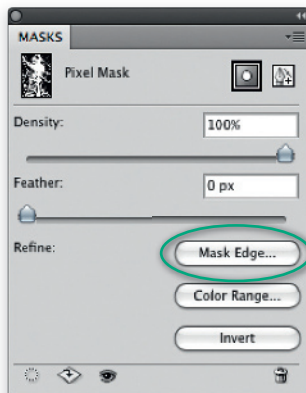 MASKS
Pixel Mask
Density:
100%
Feather:
0 px
Refine:
Mask Edge...
Color Range...
Invert